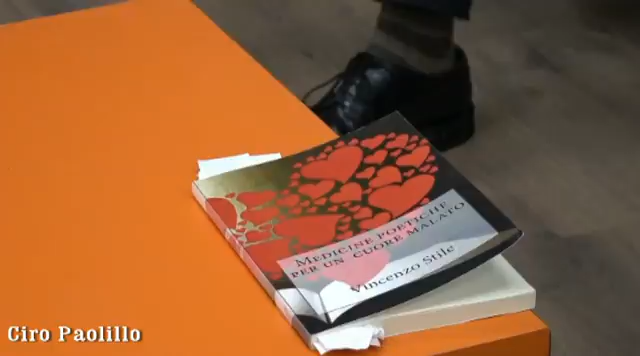 MEDICINE POETICHE
PER UN CUORE MALATO
Vincenzo Stile
Ciro Paolillo